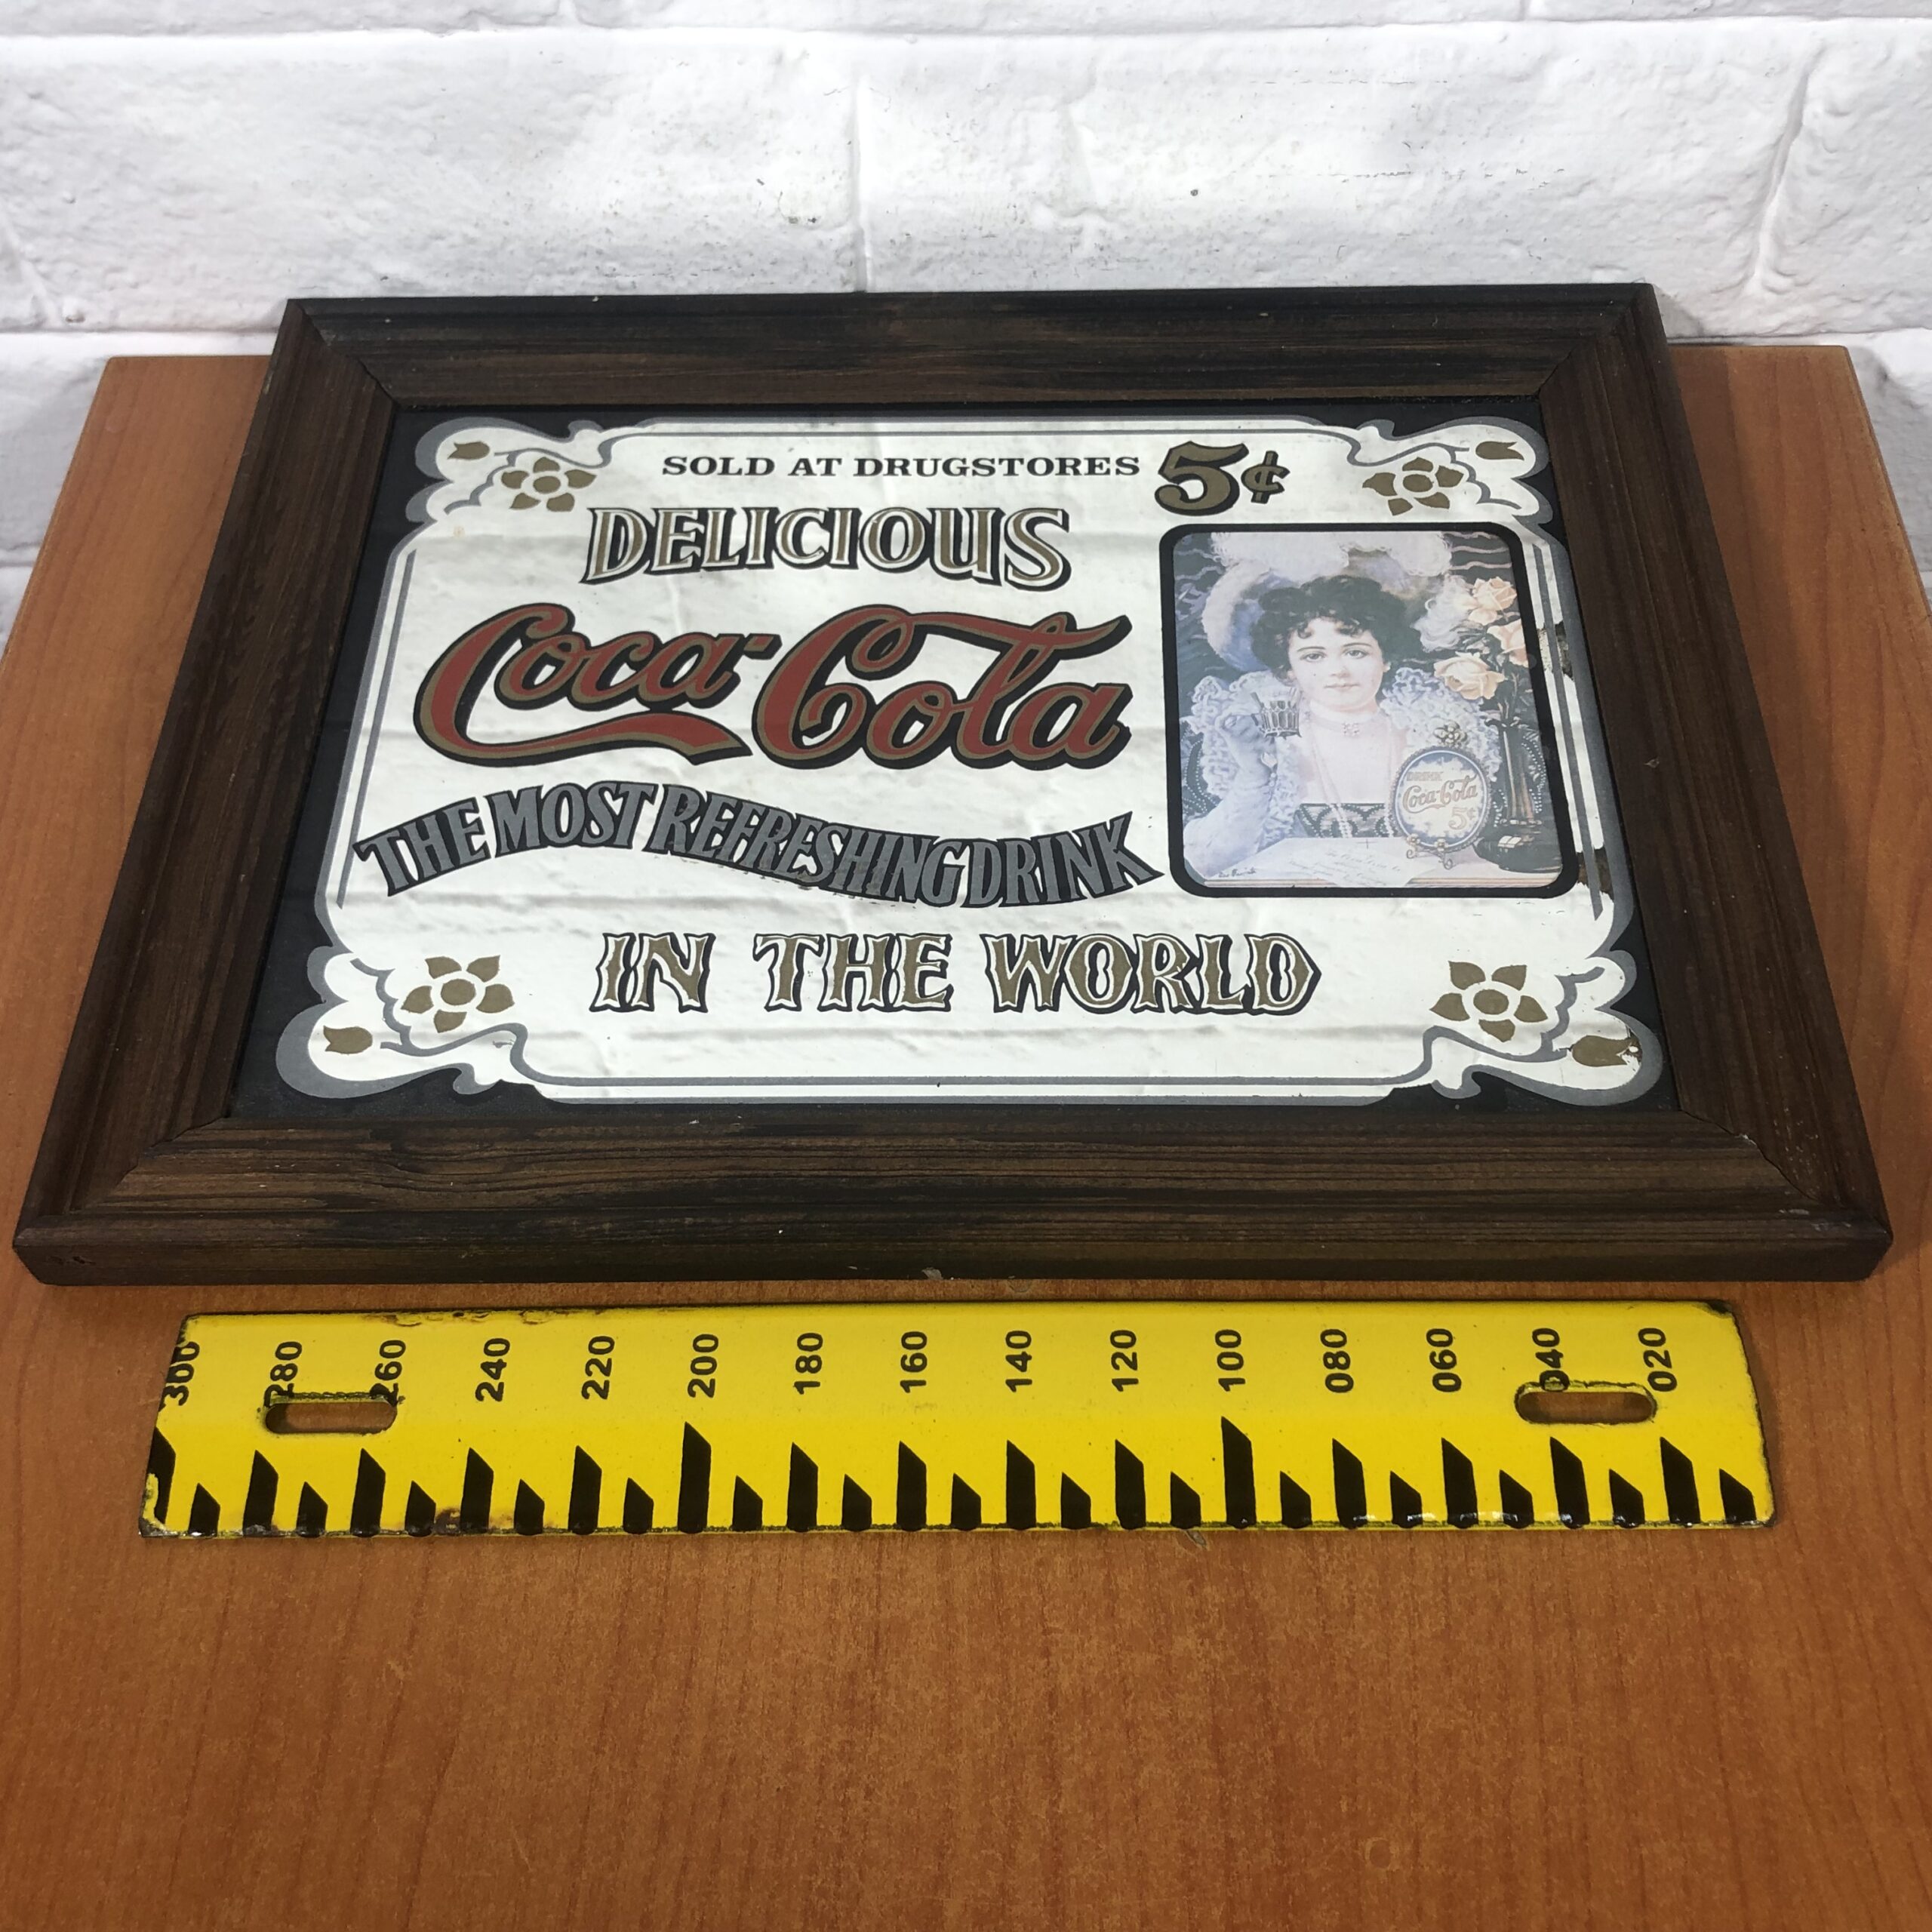 SOLD AT DRUGSTORES 5¢
DELICIOUS
Coca-Cola
THE MOST REFRESHING DRINK
IN THE WORLD
DRINK
Coca-Cola
5¢
300 280 260 240 220 200 180 160 140 120 100 080 060 040 020